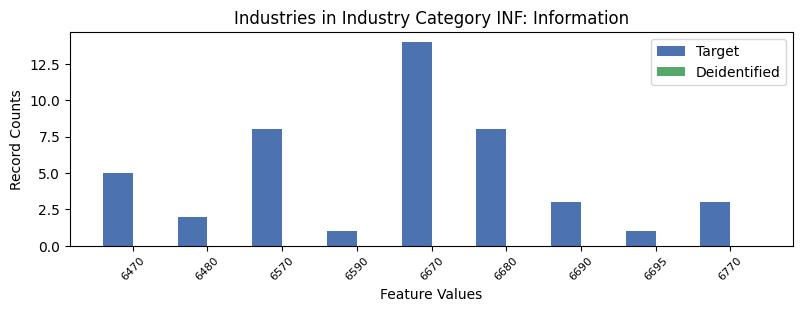 Industries in Industry Category INF: Information
Target
Deidentified
Record Counts
12.5
10.0
7.5
5.0
2.5
0.0
6470 6480 6570 6590 6670 6680 6690 6695 6770
Feature Values